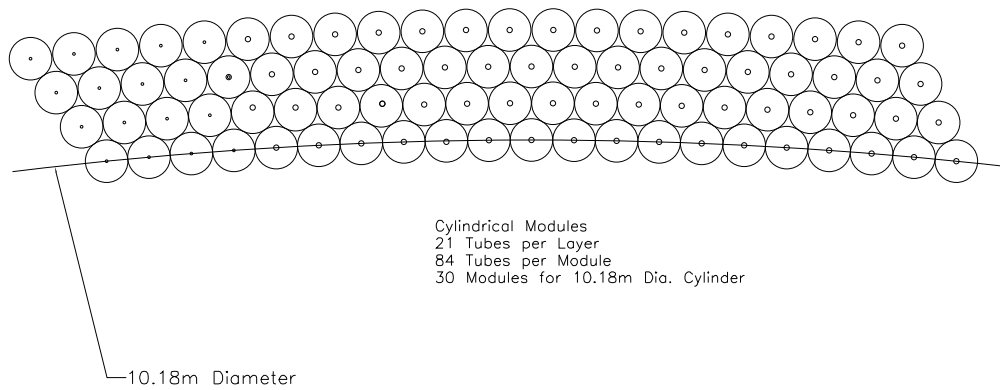 Cylindrical Modules
21 Tubes per Layer
84 Tubes per Module
30 Modules for 10.18m Dia. Cylinder
10.18m Diameter